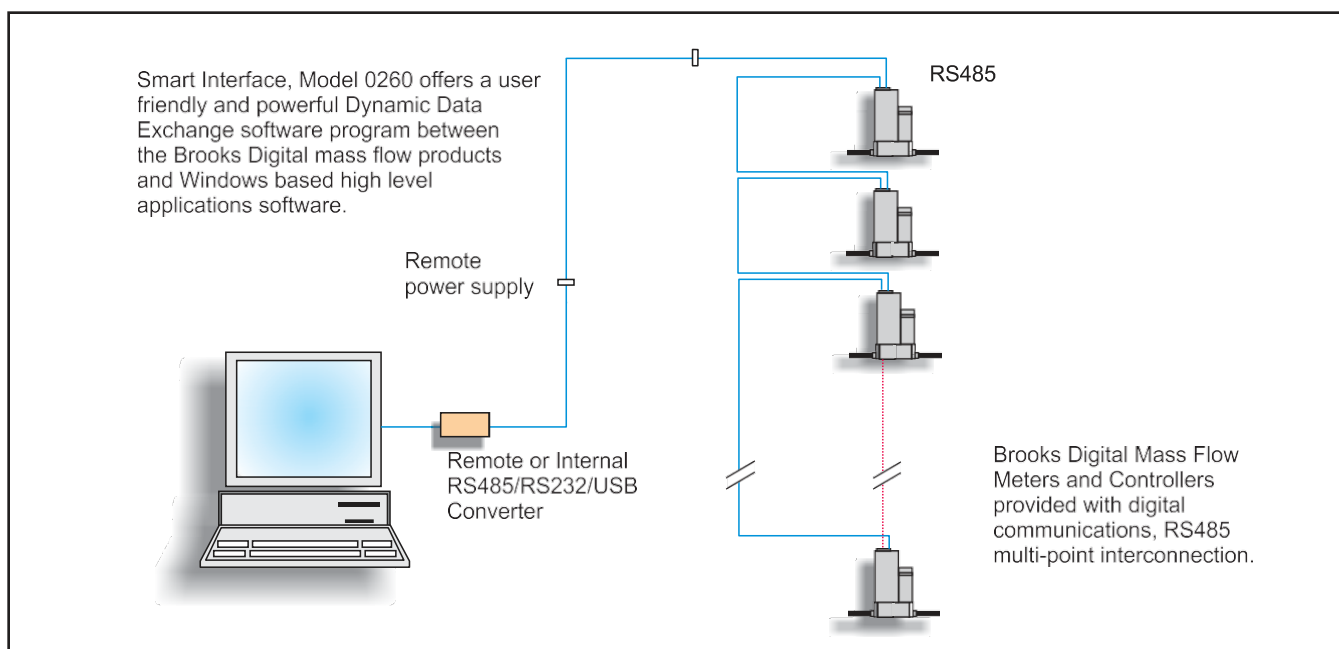 Smart Interface, Model 0260 offers a user
friendly and powerful Dynamic Data
Exchange software program between
the Brooks Digital mass flow products
and Windows based high level
applications software.
RS485
Remote
power supply
Remote or Internal
RS485/RS232/USB
Converter
Brooks Digital Mass Flow
Meters and Controllers
provided with digital
communications, RS485
multi-point interconnection.